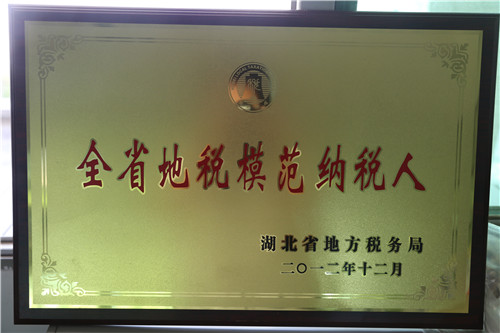 全省地税模范纳税人
湖北省地方税务局
二〇一二年十二月